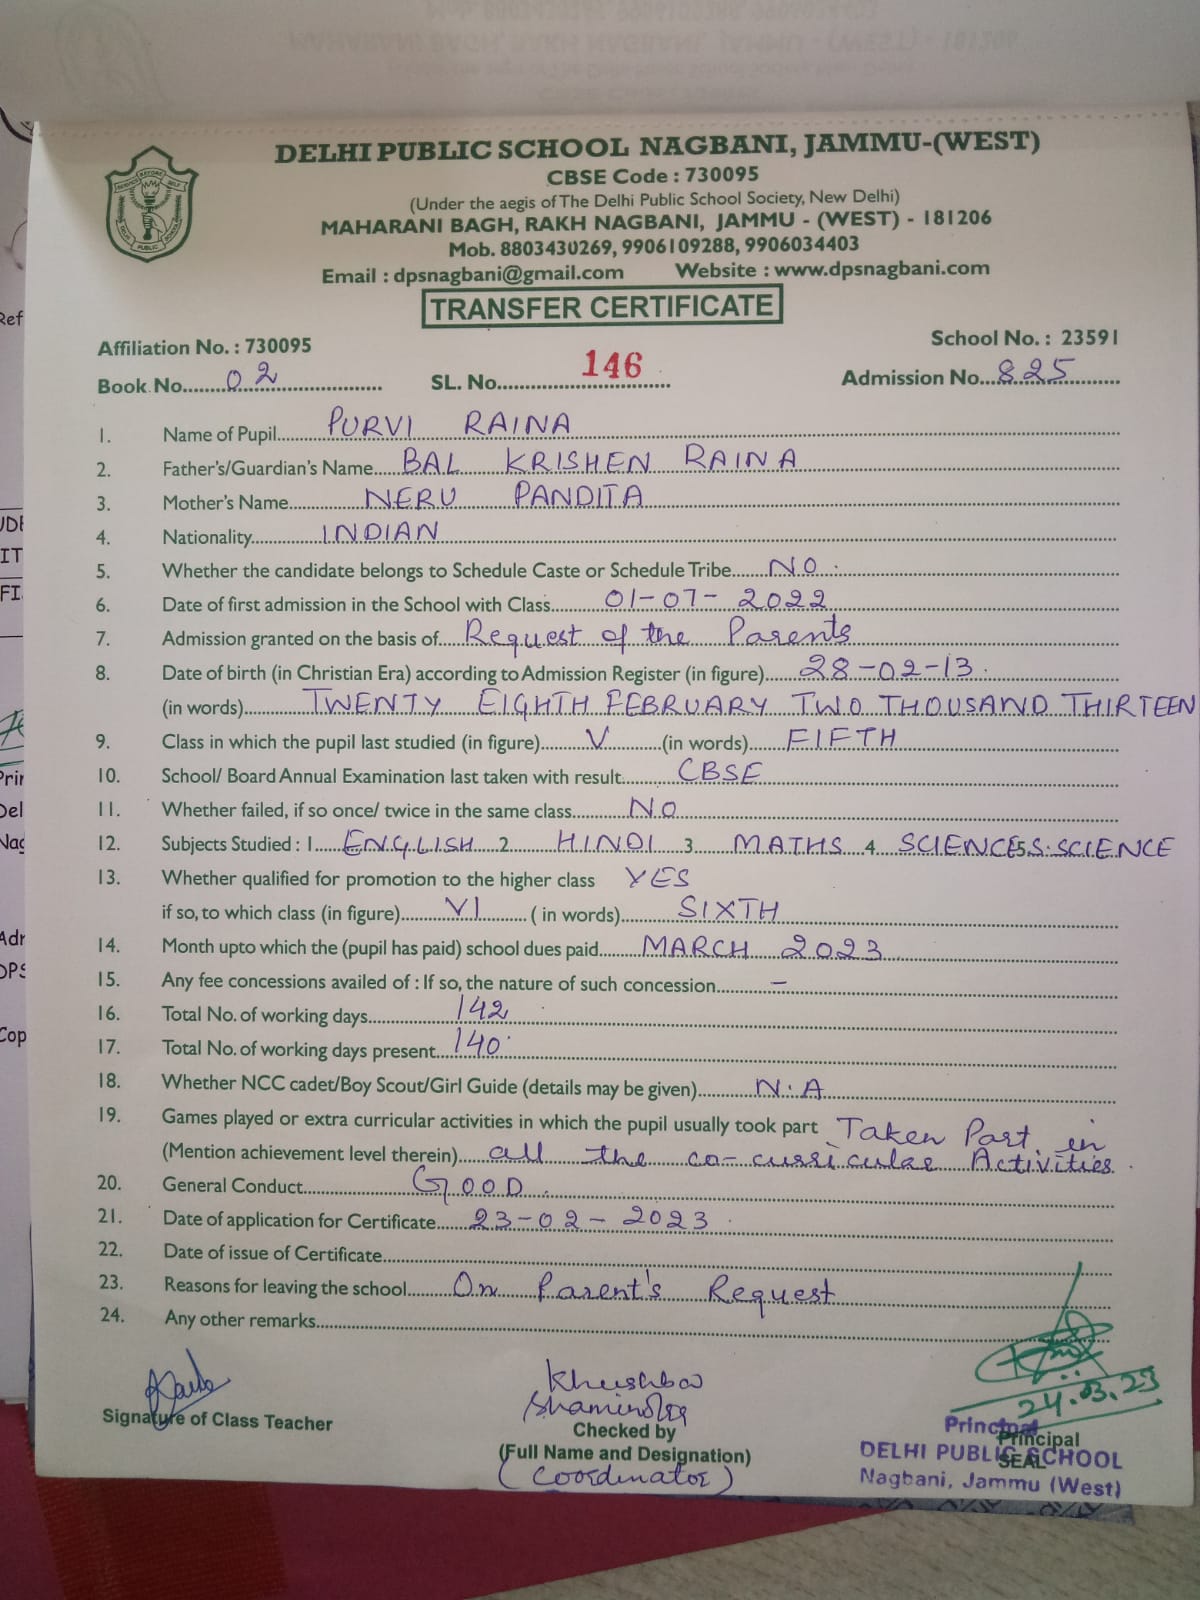 DELHI PUBLIC SCHOOL NAGBANI, JAMMU-(WEST)
CBSE Code : 730095
(Under the aegis of The Delhi Public School Society, New Delhi)
MAHARANI BAGH, RAKH NAGBANI, JAMMU - (WEST) - 181206
Mob. 8803430269, 9906109288, 9906034403
Email : dpsnagbani@gmail.com Website : www.dpsnagbani.com
TRANSFER CERTIFICATE
Affiliation No. : 730095 School No. : 23591
Book No. 02 SL. No. 146 Admission No. 825
1. Name of Pupil PURVI RAINA
2. Father's/Guardian's Name BAL KRISHEN RAINA
3. Mother's Name NERU PANDITA
4. Nationality INDIAN
5. Whether the candidate belongs to Schedule Caste or Schedule Tribe NO
6. Date of first admission in the School with Class 01-07-2022
7. Admission granted on the basis of Request of the Parents
8. Date of birth (in Christian Era) according to Admission Register (in figure) 28-02-13
(in words) TWENTY EIGHTH FEBRUARY TWO THOUSAND THIRTEEN
9. Class in which the pupil last studied (in figure) V (in words) FIFTH
10. School/ Board Annual Examination last taken with result CBSE
11. Whether failed, if so once/ twice in the same class NO
12. Subjects Studied : 1 ENGLISH 2 HINDI 3 MATHS 4 SCIENCE 5 S.SCIENCE
13. Whether qualified for promotion to the higher class YES
if so, to which class (in figure) VI (in words) SIXTH
14. Month upto which the (pupil has paid) school dues paid MARCH 2023
15. Any fee concessions availed of : If so, the nature of such concession –
16. Total No. of working days 142
17. Total No. of working days present 140
18. Whether NCC cadet/Boy Scout/Girl Guide (details may be given) N.A
19. Games played or extra curricular activities in which the pupil usually took part Taken Part in
(Mention achievement level therein) all the co-curricular Activities.
20. General Conduct GOOD
21. Date of application for Certificate 23-02-2023
22. Date of issue of Certificate
23. Reasons for leaving the school On Parent's Request
24. Any other remarks
24.03.23
Signature of Class Teacher
Checked by
(Full Name and Designation)
(Coordinator)
Principal
SEAL
Principal
DELHI PUBLIC SCHOOL
Nagbani, Jammu (West)